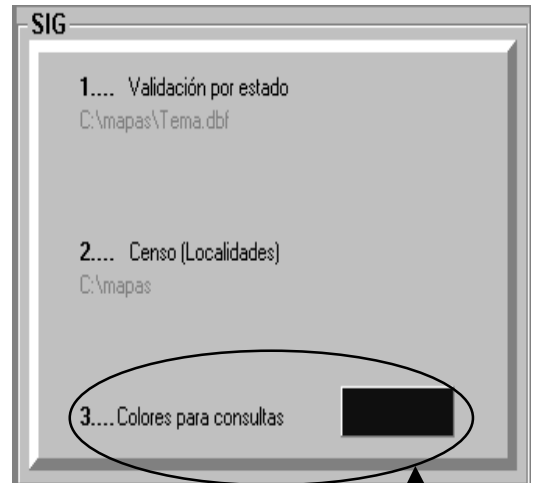 SIG
1.... Validación por estado
C:\mapas\Tema.dbf
2.... Censo (Localidades)
C:\mapas
3.... Colores para consultas